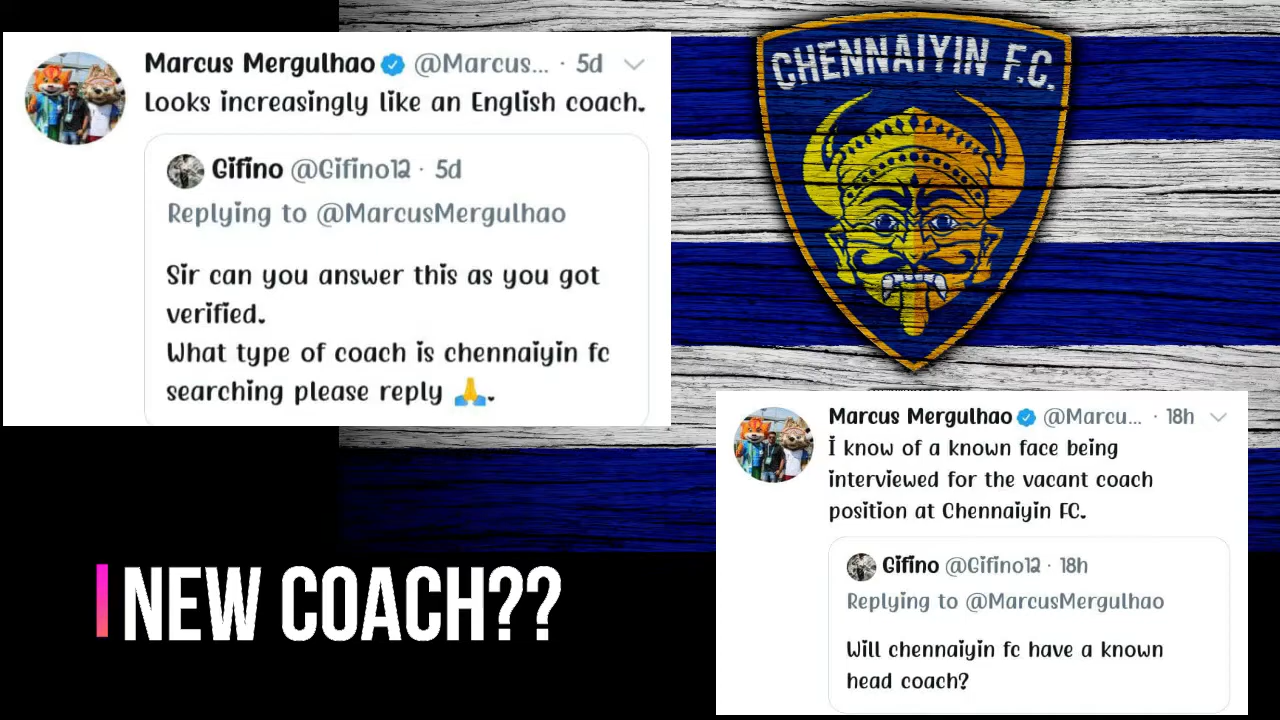 Marcus Mergulhao @Marcus... · 5d
Looks increasingly like an English coach.
Gifino @Gifino12 · 5d
Replying to @MarcusMergulhao
Sir can you answer this as you got
verified.
What type of coach is chennaiyin fc
searching please reply 🙏.
CHENNAIYIN F.C.
Marcus Mergulhao @Marcu... · 18h
I know of a known face being
interviewed for the vacant coach
position at Chennaiyin FC.
Gifino @Gifino12 · 18h
Replying to @MarcusMergulhao
Will chennaiyin fc have a known
head coach?
NEW COACH??